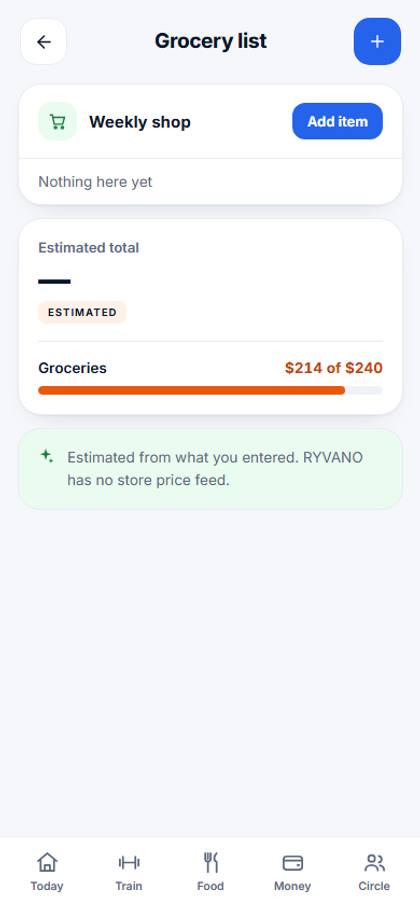 Grocery list
Weekly shop
Add item
Nothing here yet
Estimated total
—
ESTIMATED
Groceries
$214 of $240
Estimated from what you entered. RYVANO
has no store price feed.
Today
Train
Food
Money
Circle